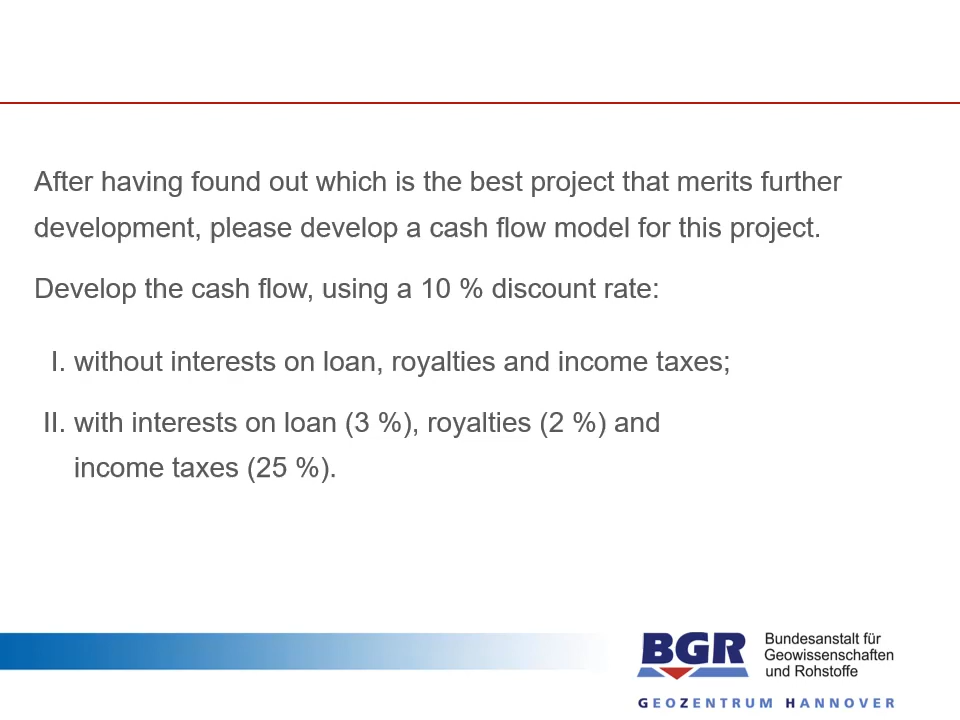 After having found out which is the best project that merits further
development, please develop a cash flow model for this project.
Develop the cash flow, using a 10 % discount rate:
I. without interests on loan, royalties and income taxes;
II. with interests on loan (3 %), royalties (2 %) and
income taxes (25 %).
BGR
Bundesanstalt für
Geowissenschaften
und Rohstoffe
GEOZENTRUM HANNOVER